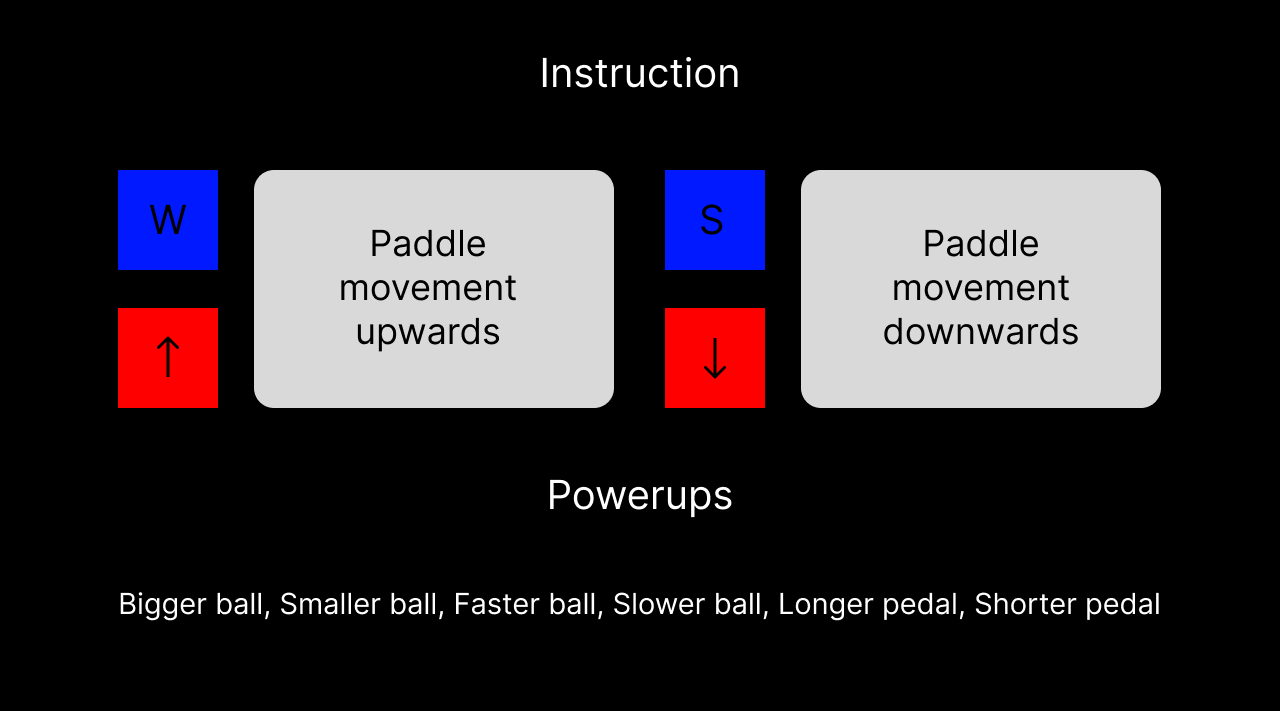 Instruction
W
Paddle
movement
upwards
↑
S
Paddle
movement
downwards
↓
Powerups
Bigger ball, Smaller ball, Faster ball, Slower ball, Longer pedal, Shorter pedal